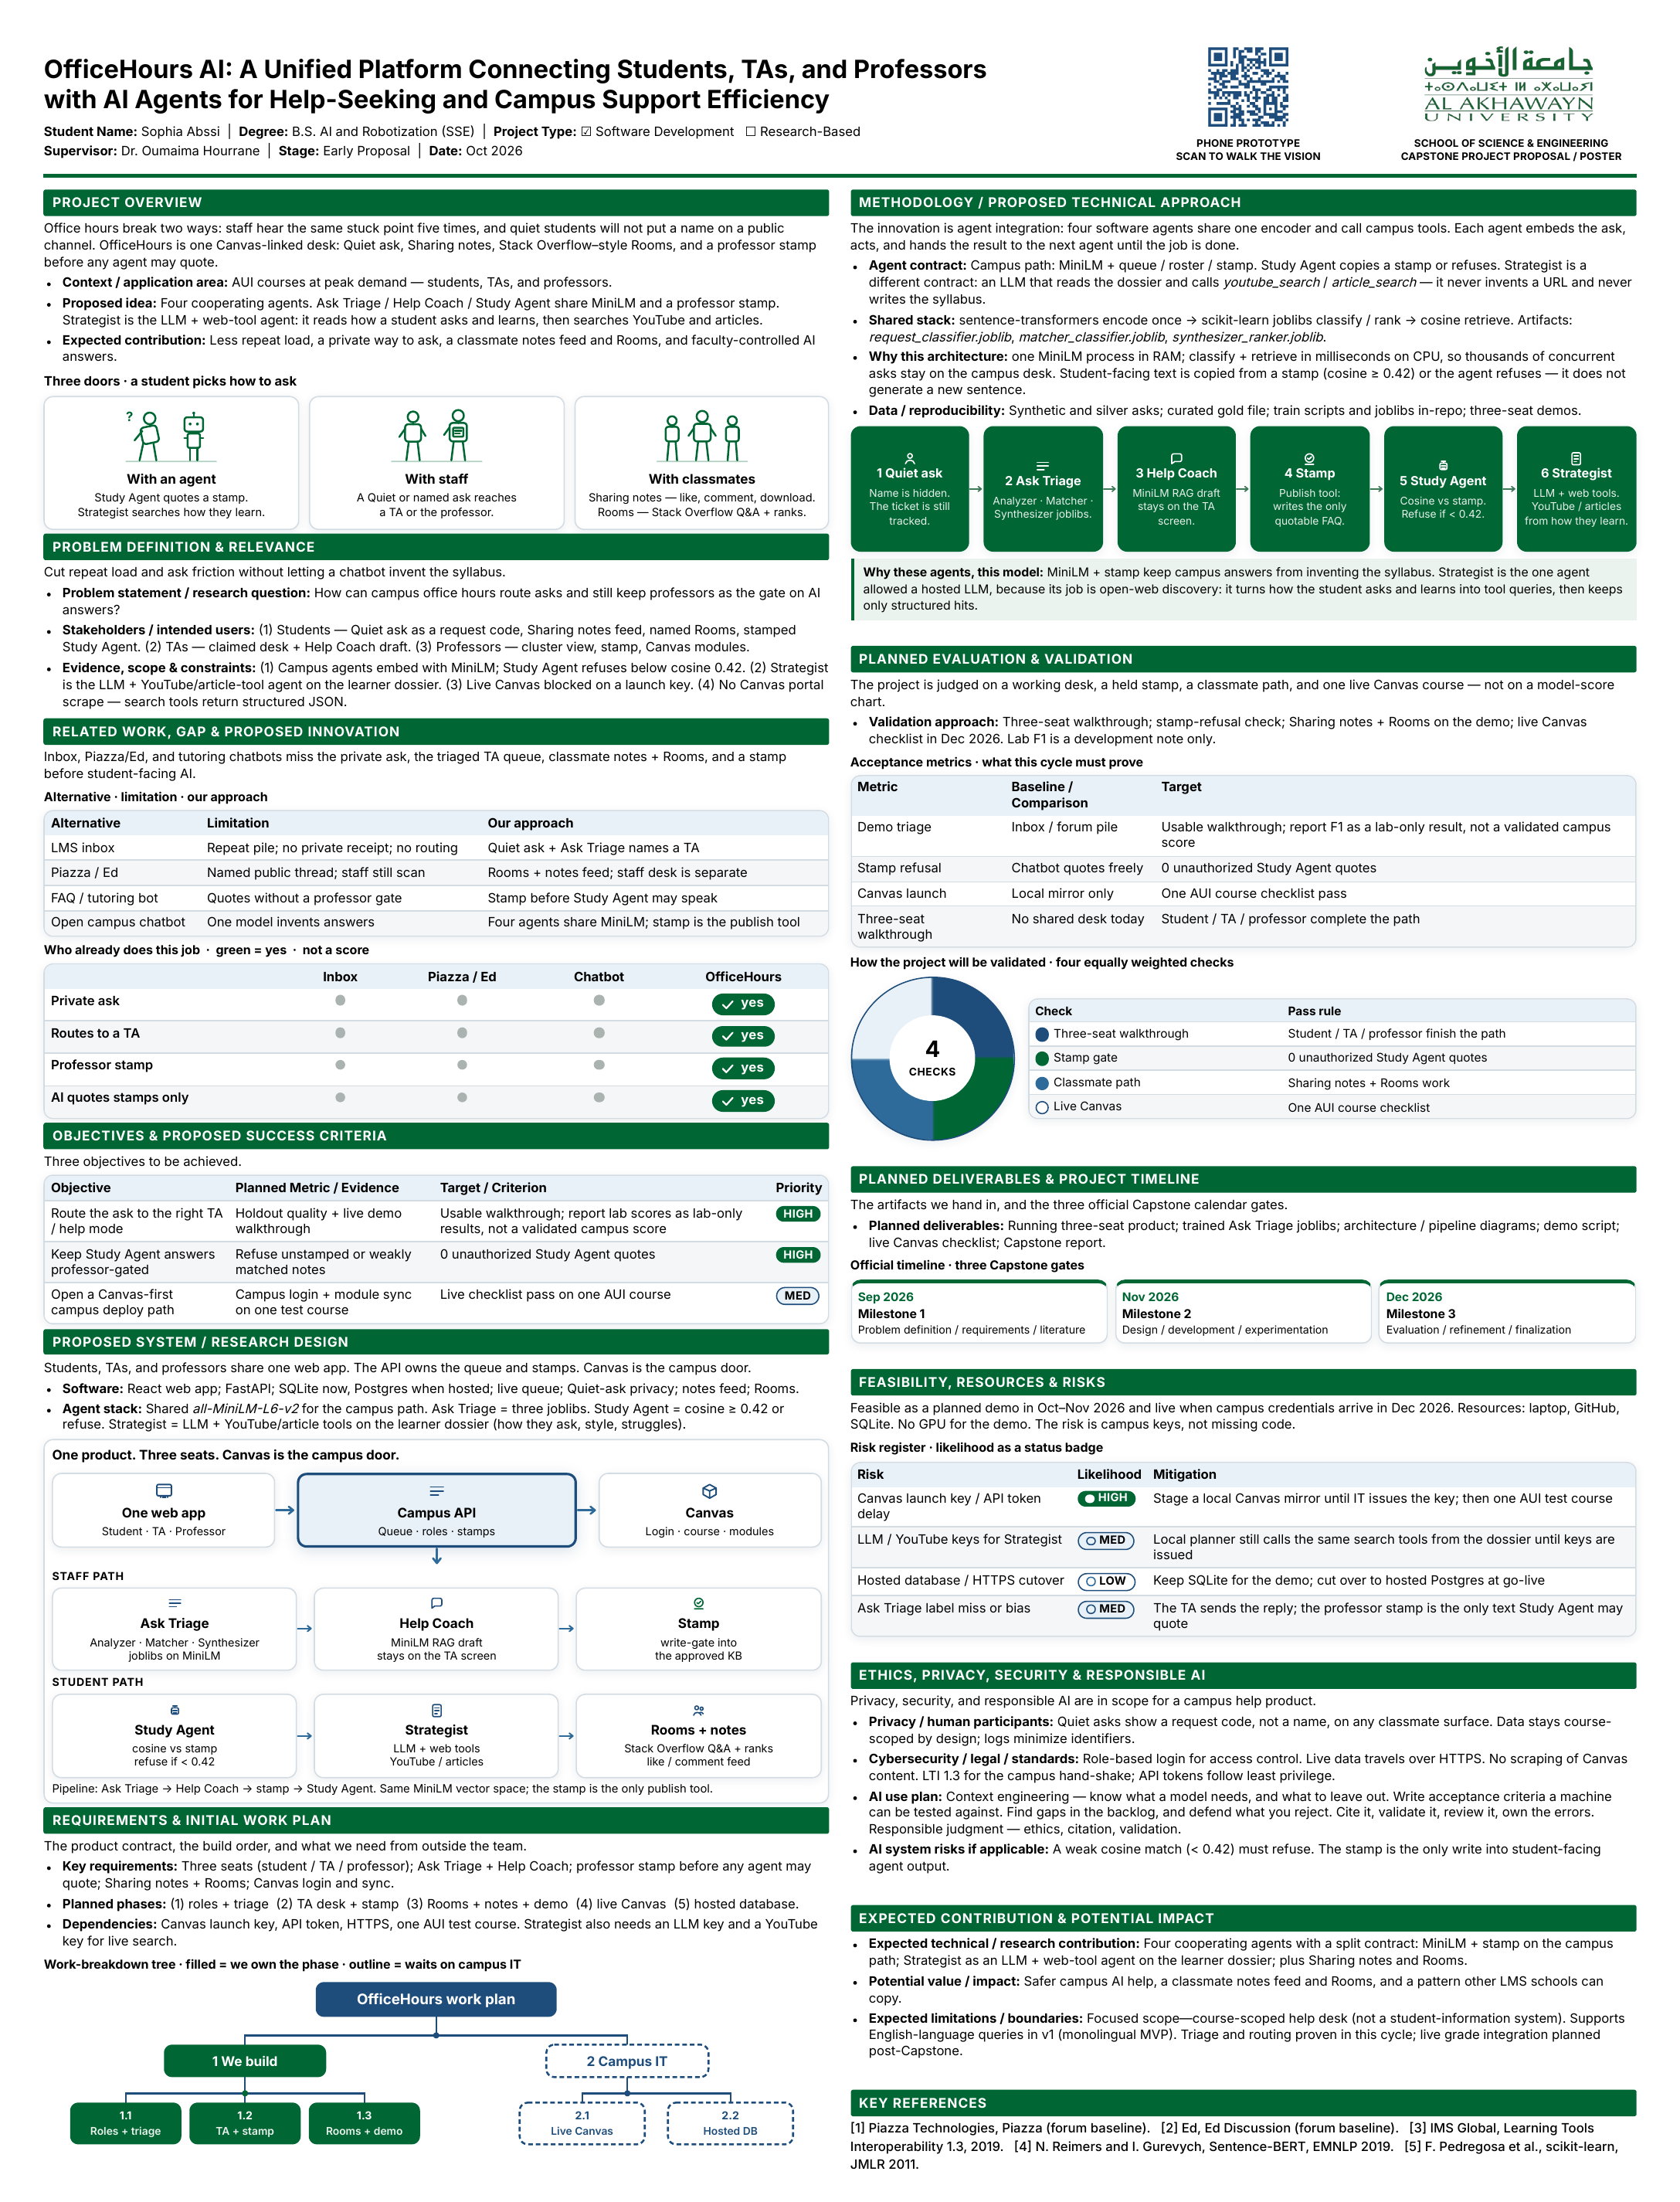 OfficeHours AI: A Unified Platform Connecting Students, TAs, and Professors
with AI Agents for Help-Seeking and Campus Support Efficiency
Student Name: Sophia Abssi | Degree: B.S. AI and Robotization (SSE) | Project Type: ☑ Software Development ☐ Research-Based
Supervisor: Dr. Oumaima Hourrane | Stage: Early Proposal | Date: Oct 2026
PHONE PROTOTYPE
SCAN TO WALK THE VISION
جامعة الأخوين
AL AKHAWAYN
UNIVERSITY
SCHOOL OF SCIENCE & ENGINEERING
CAPSTONE PROJECT PROPOSAL / POSTER
PROJECT OVERVIEW
Office hours break two ways: staff hear the same stuck point five times, and quiet students will not put a name on a public
channel. OfficeHours is one Canvas-linked desk: Quiet ask, Sharing notes, Stack Overflow–style Rooms, and a professor stamp
before any agent may quote.
• Context / application area: AUI courses at peak demand — students, TAs, and professors.
• Proposed idea: Four cooperating agents. Ask Triage / Help Coach / Study Agent share MiniLM and a professor stamp.
Strategist is the LLM + web-tool agent: it reads how a student asks and learns, then searches YouTube and articles.
• Expected contribution: Less repeat load, a private way to ask, a classmate notes feed and Rooms, and faculty-controlled AI
answers.
Three doors · a student picks how to ask
?
With an agent
Study Agent quotes a stamp.
Strategist searches how they learn.
With staff
A Quiet or named ask reaches
a TA or the professor.
With classmates
Sharing notes — like, comment, download.
Rooms — Stack Overflow Q&A + ranks.
PROBLEM DEFINITION & RELEVANCE
Cut repeat load and ask friction without letting a chatbot invent the syllabus.
• Problem statement / research question: How can campus office hours route asks and still keep professors as the gate on AI
answers?
• Stakeholders / intended users: (1) Students — Quiet ask as a request code, Sharing notes feed, named Rooms, stamped
Study Agent. (2) TAs — claimed desk + Help Coach draft. (3) Professors — cluster view, stamp, Canvas modules.
• Evidence, scope & constraints: (1) Campus agents embed with MiniLM; Study Agent refuses below cosine 0.42. (2) Strategist
is the LLM + YouTube/article-tool agent on the learner dossier. (3) Live Canvas blocked on a launch key. (4) No Canvas portal
scrape — search tools return structured JSON.
RELATED WORK, GAP & PROPOSED INNOVATION
Inbox, Piazza/Ed, and tutoring chatbots miss the private ask, the triaged TA queue, classmate notes + Rooms, and a stamp
before student-facing AI.
Alternative · limitation · our approach
Alternative Limitation Our approach
LMS inbox Repeat pile; no private receipt; no routing Quiet ask + Ask Triage names a TA
Piazza / Ed Named public thread; staff still scan Rooms + notes feed; staff desk is separate
FAQ / tutoring bot Quotes without a professor gate Stamp before Study Agent may speak
Open campus chatbot One model invents answers Four agents share MiniLM; stamp is the publish tool
Who already does this job · green = yes · not a score
Inbox Piazza / Ed Chatbot OfficeHours
Private ask ✓ yes
Routes to a TA ✓ yes
Professor stamp ✓ yes
AI quotes stamps only ✓ yes
OBJECTIVES & PROPOSED SUCCESS CRITERIA
Three objectives to be achieved.
Objective Planned Metric / Evidence Target / Criterion Priority
Route the ask to the right TA Holdout quality + live demo Usable walkthrough; report lab scores as lab-only HIGH
/ help mode walkthrough results, not a validated campus score
Keep Study Agent answers Refuse unstamped or weakly 0 unauthorized Study Agent quotes HIGH
professor-gated matched notes
Open a Canvas-first Campus login + module sync Live checklist pass on one AUI course MED
campus deploy path on one test course
PROPOSED SYSTEM / RESEARCH DESIGN
Students, TAs, and professors share one web app. The API owns the queue and stamps. Canvas is the campus door.
• Software: React web app; FastAPI; SQLite now, Postgres when hosted; live queue; Quiet-ask privacy; notes feed; Rooms.
• Agent stack: Shared all-MiniLM-L6-v2 for the campus path. Ask Triage = three joblibs. Study Agent = cosine ≥ 0.42 or
refuse. Strategist = LLM + YouTube/article tools on the learner dossier (how they ask, style, struggles).
One product. Three seats. Canvas is the campus door.
One web app
Student · TA · Professor
Campus API
Queue · roles · stamps
Canvas
Login · course · modules
STAFF PATH
Ask Triage
Analyzer · Matcher · Synthesizer
joblibs on MiniLM
Help Coach
MiniLM RAG draft
stays on the TA screen
Stamp
write-gate into
the approved KB
STUDENT PATH
Study Agent
cosine vs stamp
refuse if < 0.42
Strategist
LLM + web tools
YouTube / articles
Rooms + notes
Stack Overflow Q&A + ranks
like / comment feed
Pipeline: Ask Triage → Help Coach → stamp → Study Agent. Same MiniLM vector space; the stamp is the only publish tool.
REQUIREMENTS & INITIAL WORK PLAN
The product contract, the build order, and what we need from outside the team.
• Key requirements: Three seats (student / TA / professor); Ask Triage + Help Coach; professor stamp before any agent may
quote; Sharing notes + Rooms; Canvas login and sync.
• Planned phases: (1) roles + triage (2) TA desk + stamp (3) Rooms + notes + demo (4) live Canvas (5) hosted database.
• Dependencies: Canvas launch key, API token, HTTPS, one AUI test course. Strategist also needs an LLM key and a YouTube
key for live search.
Work-breakdown tree · filled = we own the phase · outline = waits on campus IT
OfficeHours work plan
1 We build
2 Campus IT
1.1
Roles + triage
1.2
TA + stamp
1.3
Rooms + demo
2.1
Live Canvas
2.2
Hosted DB
METHODOLOGY / PROPOSED TECHNICAL APPROACH
The innovation is agent integration: four software agents share one encoder and call campus tools. Each agent embeds the ask,
acts, and hands the result to the next agent until the job is done.
• Agent contract: Campus path: MiniLM + queue / roster / stamp. Study Agent copies a stamp or refuses. Strategist is a
different contract: an LLM that reads the dossier and calls youtube_search / article_search — it never invents a URL and never
writes the syllabus.
• Shared stack: sentence-transformers encode once → scikit-learn joblibs classify / rank → cosine retrieve. Artifacts:
request_classifier.joblib, matcher_classifier.joblib, synthesizer_ranker.joblib.
• Why this architecture: one MiniLM process in RAM; classify + retrieve in milliseconds on CPU, so thousands of concurrent
asks stay on the campus desk. Student-facing text is copied from a stamp (cosine ≥ 0.42) or the agent refuses — it does not
generate a new sentence.
• Data / reproducibility: Synthetic and silver asks; curated gold file; train scripts and joblibs in-repo; three-seat demos.
1 Quiet ask
Name is hidden.
The ticket is still
tracked.
2 Ask Triage
Analyzer · Matcher ·
Synthesizer joblibs.
3 Help Coach
MiniLM RAG draft
stays on the TA
screen.
4 Stamp
Publish tool:
writes the only
quotable FAQ.
5 Study Agent
Cosine vs stamp.
Refuse if < 0.42.
6 Strategist
LLM + web tools.
YouTube / articles
from how they learn.
Why these agents, this model: MiniLM + stamp keep campus answers from inventing the syllabus. Strategist is the one agent
allowed a hosted LLM, because its job is open-web discovery: it turns how the student asks and learns into tool queries, then keeps
only structured hits.
PLANNED EVALUATION & VALIDATION
The project is judged on a working desk, a held stamp, a classmate path, and one live Canvas course — not on a model-score
chart.
• Validation approach: Three-seat walkthrough; stamp-refusal check; Sharing notes + Rooms on the demo; live Canvas
checklist in Dec 2026. Lab F1 is a development note only.
Acceptance metrics · what this cycle must prove
Metric Baseline / Target
Comparison
Demo triage Inbox / forum pile Usable walkthrough; report F1 as a lab-only result, not a validated campus
score
Stamp refusal Chatbot quotes freely 0 unauthorized Study Agent quotes
Canvas launch Local mirror only One AUI course checklist pass
Three-seat No shared desk today Student / TA / professor complete the path
walkthrough
How the project will be validated · four equally weighted checks
4
CHECKS
Check Pass rule
Three-seat walkthrough Student / TA / professor finish the path
Stamp gate 0 unauthorized Study Agent quotes
Classmate path Sharing notes + Rooms work
Live Canvas One AUI course checklist
PLANNED DELIVERABLES & PROJECT TIMELINE
The artifacts we hand in, and the three official Capstone calendar gates.
• Planned deliverables: Running three-seat product; trained Ask Triage joblibs; architecture / pipeline diagrams; demo script;
live Canvas checklist; Capstone report.
Official timeline · three Capstone gates
Sep 2026
Milestone 1
Problem definition / requirements / literature
Nov 2026
Milestone 2
Design / development / experimentation
Dec 2026
Milestone 3
Evaluation / refinement / finalization
FEASIBILITY, RESOURCES & RISKS
Feasible as a planned demo in Oct–Nov 2026 and live when campus credentials arrive in Dec 2026. Resources: laptop, GitHub,
SQLite. No GPU for the demo. The risk is campus keys, not missing code.
Risk register · likelihood as a status badge
Risk Likelihood Mitigation
Canvas launch key / API token HIGH Stage a local Canvas mirror until IT issues the key; then one AUI test course
delay
LLM / YouTube keys for Strategist MED Local planner still calls the same search tools from the dossier until keys are
issued
Hosted database / HTTPS cutover LOW Keep SQLite for the demo; cut over to hosted Postgres at go-live
Ask Triage label miss or bias MED The TA sends the reply; the professor stamp is the only text Study Agent may
quote
ETHICS, PRIVACY, SECURITY & RESPONSIBLE AI
Privacy, security, and responsible AI are in scope for a campus help product.
• Privacy / human participants: Quiet asks show a request code, not a name, on any classmate surface. Data stays course-
scoped by design; logs minimize identifiers.
• Cybersecurity / legal / standards: Role-based login for access control. Live data travels over HTTPS. No scraping of Canvas
content. LTI 1.3 for the campus hand-shake; API tokens follow least privilege.
• AI use plan: Context engineering — know what a model needs, and what to leave out. Write acceptance criteria a machine
can be tested against. Find gaps in the backlog, and defend what you reject. Cite it, validate it, review it, own the errors.
Responsible judgment — ethics, citation, validation.
• AI system risks if applicable: A weak cosine match (< 0.42) must refuse. The stamp is the only write into student-facing
agent output.
EXPECTED CONTRIBUTION & POTENTIAL IMPACT
• Expected technical / research contribution: Four cooperating agents with a split contract: MiniLM + stamp on the campus
path; Strategist as an LLM + web-tool agent on the learner dossier; plus Sharing notes and Rooms.
• Potential value / impact: Safer campus AI help, a classmate notes feed and Rooms, and a pattern other LMS schools can
copy.
• Expected limitations / boundaries: Focused scope—course-scoped help desk (not a student-information system). Supports
English-language queries in v1 (monolingual MVP). Triage and routing proven in this cycle; live grade integration planned
post-Capstone.
KEY REFERENCES
[1] Piazza Technologies, Piazza (forum baseline). [2] Ed, Ed Discussion (forum baseline). [3] IMS Global, Learning Tools
Interoperability 1.3, 2019. [4] N. Reimers and I. Gurevych, Sentence-BERT, EMNLP 2019. [5] F. Pedregosa et al., scikit-learn,
JMLR 2011.